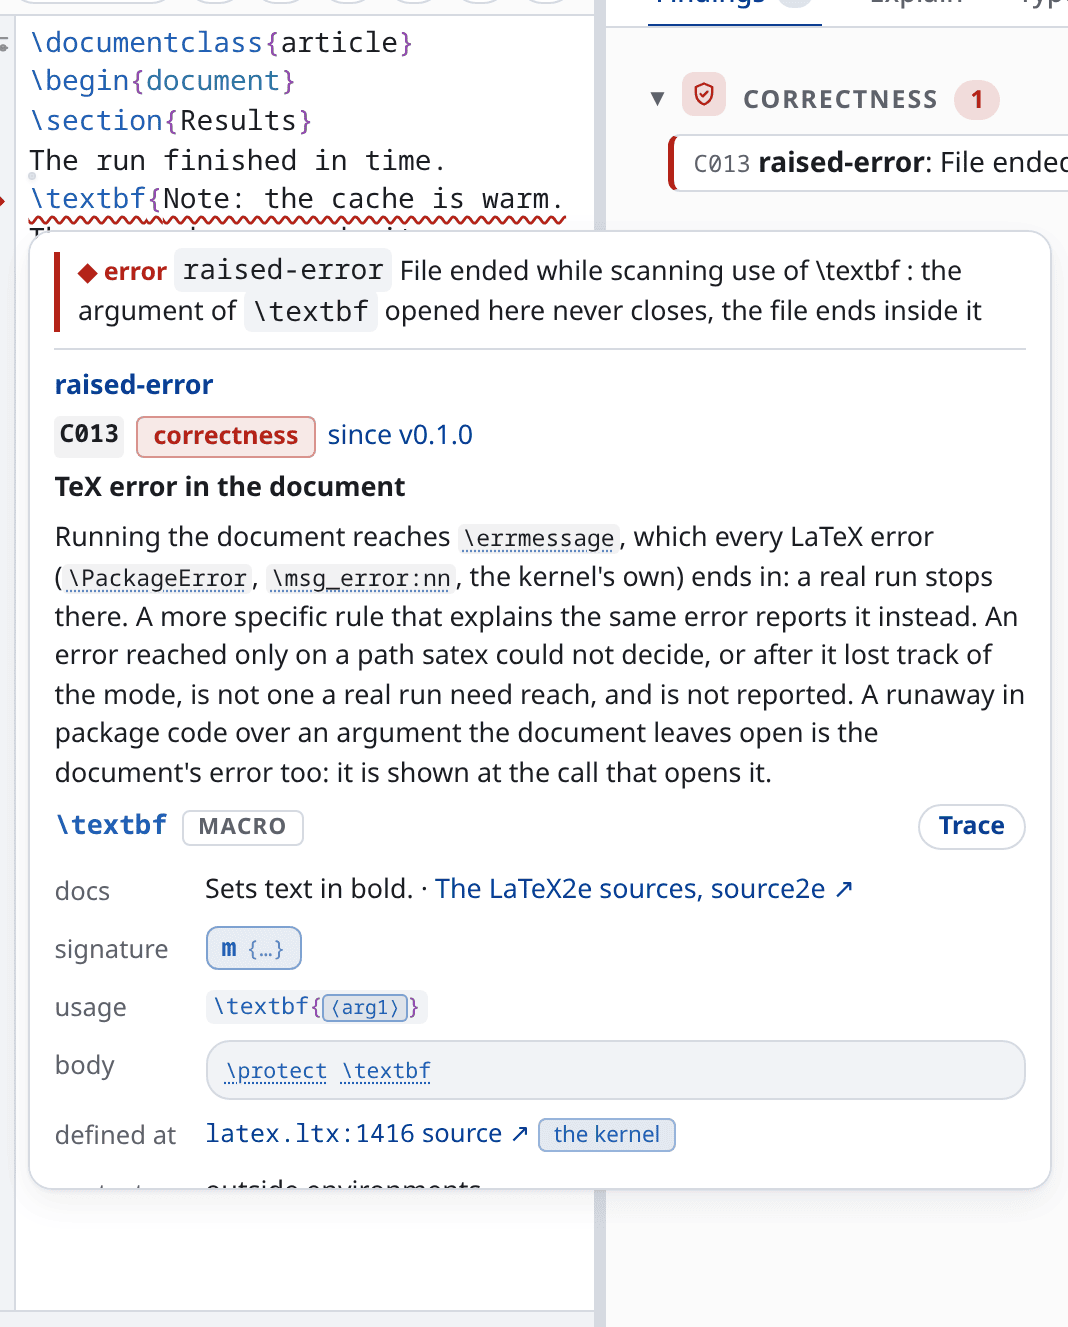 Findings
Explain
\documentclass{article}
\begin{document}
\section{Results}
The run finished in time.
\textbf{Note: the cache is warm.
CORRECTNESS 1
C013 raised-error: File ended
error raised-error File ended while scanning use of \textbf : the
argument of \textbf opened here never closes, the file ends inside it
raised-error
C013 correctness since v0.1.0
TeX error in the document
Running the document reaches \errmessage, which every LaTeX error
(\PackageError, \msg_error:nn, the kernel's own) ends in: a real run stops
there. A more specific rule that explains the same error reports it instead. An
error reached only on a path satex could not decide, or after it lost track of
the mode, is not one a real run need reach, and is not reported. A runaway in
package code over an argument the document leaves open is the
document's error too: it is shown at the call that opens it.
\textbf MACRO Trace
docs Sets text in bold. · The LaTeX2e sources, source2e ↗
signature m {…}
usage \textbf{⟨arg1⟩}
body \protect \textbf
defined at latex.ltx:1416 source ↗ the kernel
outside environments